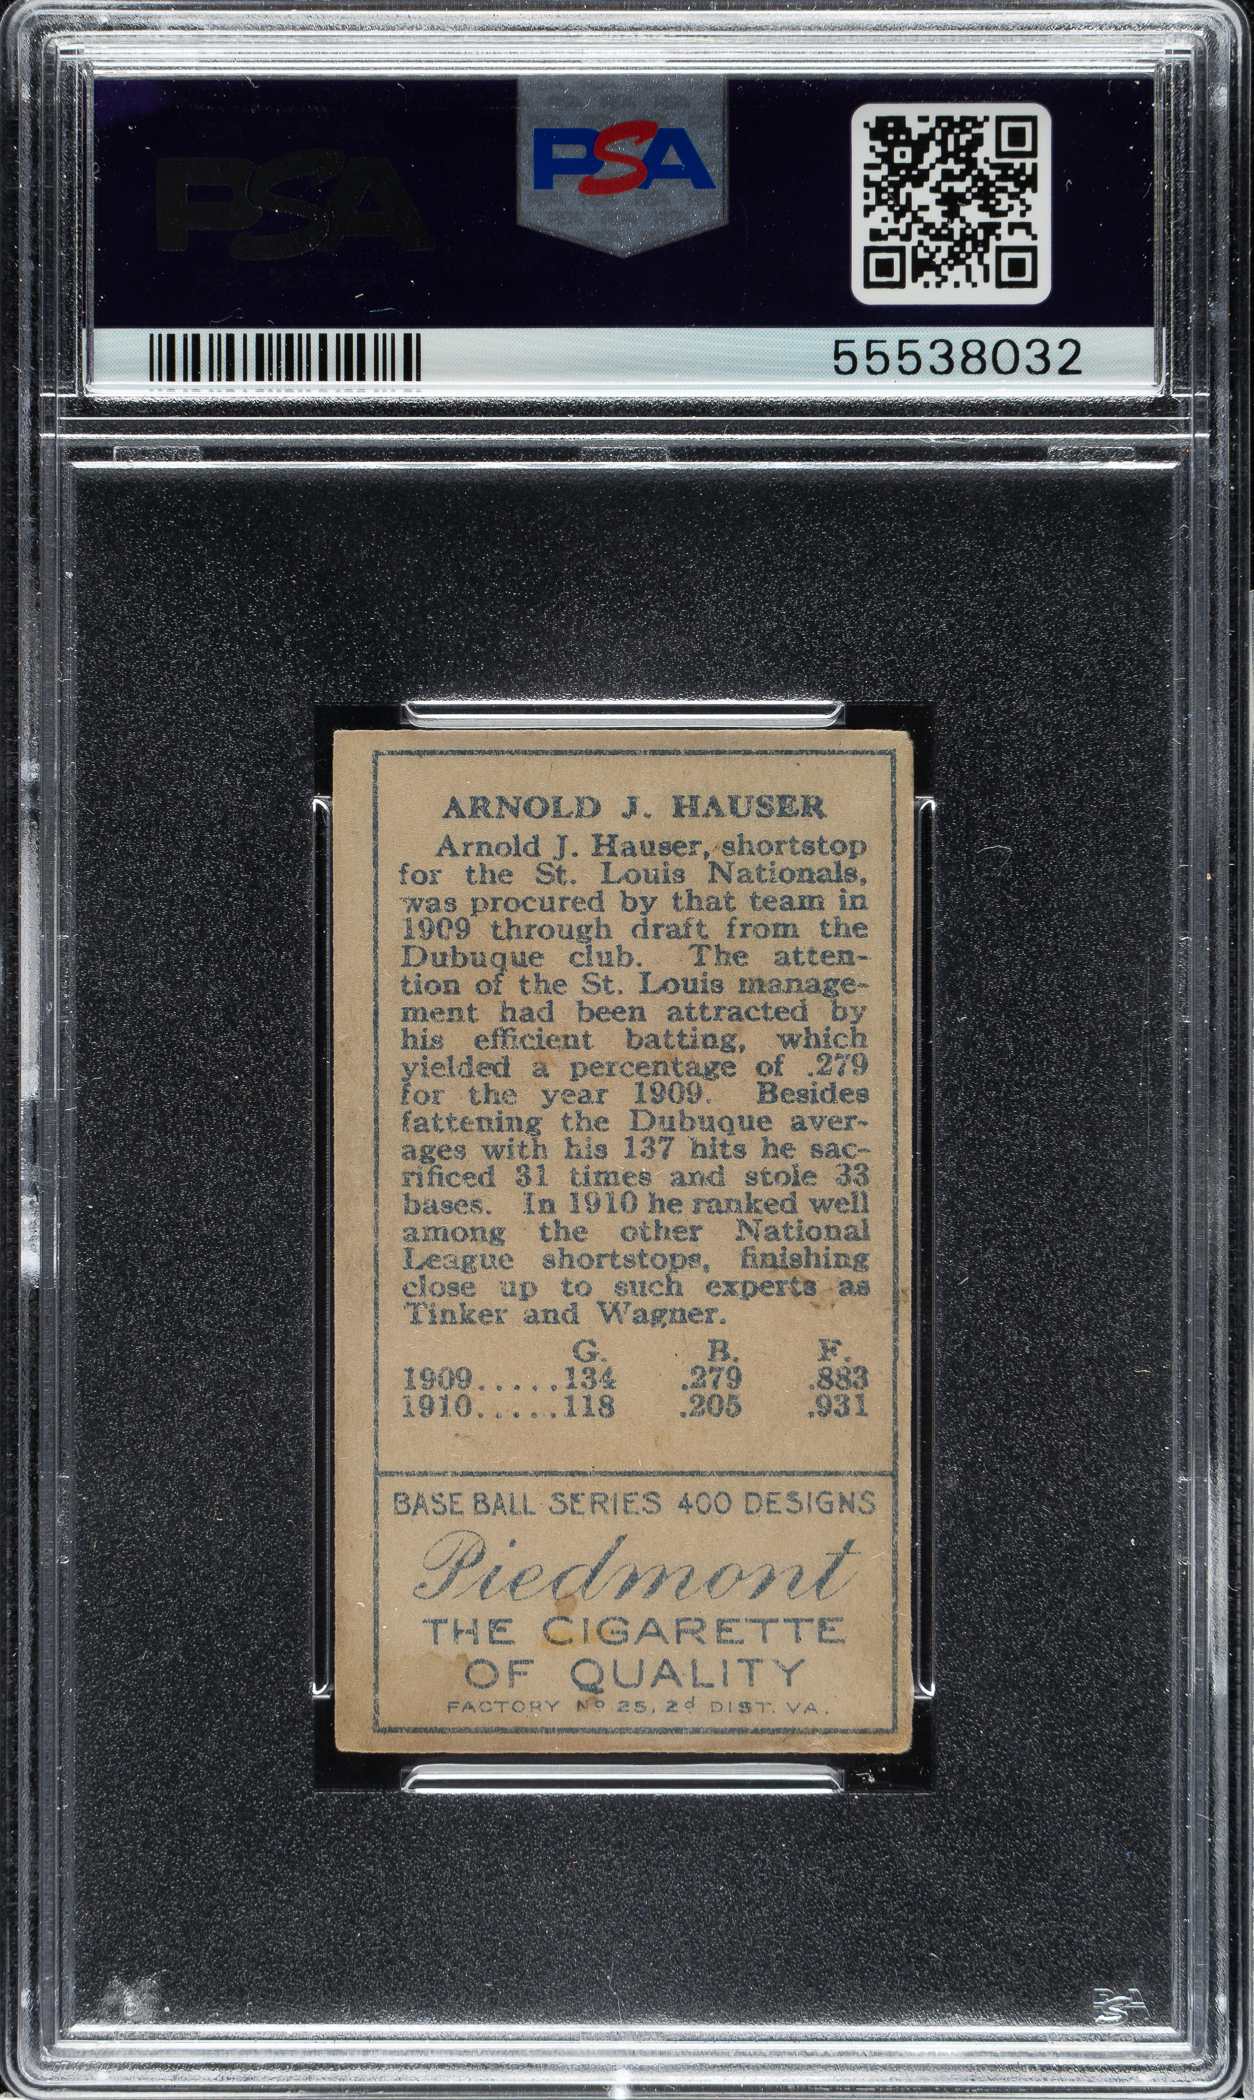 PSA
PSA
55538032
ARNOLD J. HAUSER
Arnold J. Hauser, shortstop
for the St. Louis Nationals,
was procured by that team in
1909 through draft from the
Dubuque club. The atten-
tion of the St. Louis manage-
ment had been attracted by
his efficient batting, which
yielded a percentage of .279
for the year 1909. Besides
fattening the Dubuque aver-
ages with his 137 hits he sac-
rificed 31 times and stole 33
bases. In 1910 he ranked well
among the other National
League shortstops, finishing
close up to such experts as
Tinker and Wagner.
G. B. F.
1909.....134 .279 .883
1910.....118 .205 .931
BASE BALL SERIES 400 DESIGNS
Piedmont
THE CIGARETTE
OF QUALITY
FACTORY No 25, 2d DIST. VA.
PSA